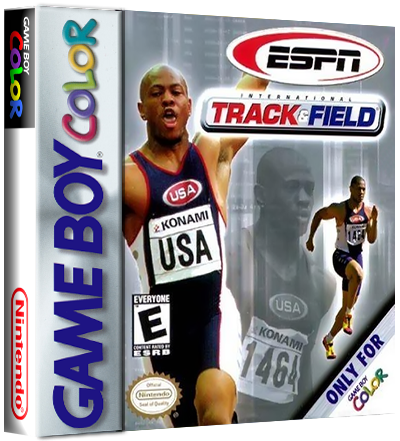 GAME BOY
COLOR
Nintendo
GAME BOY COLOR
ESPN
INTERNATIONAL
TRACK & FIELD
USA
KONAMI
USA
EVERYONE
E
CONTENT RATED BY
ESRB
Official
Nintendo
Seal of Quality
USA
KONAMI
1464
ONLY FOR
GAME BOY
COLOR